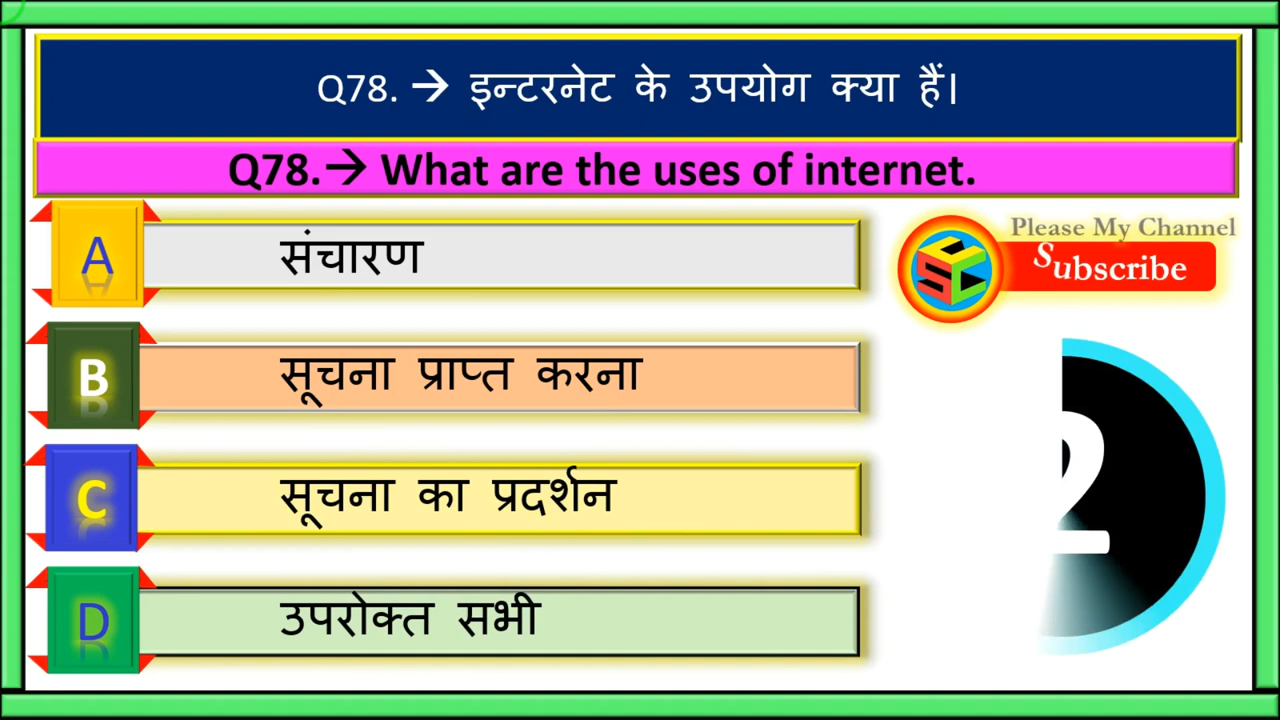 Q78. → इन्टरनेट के उपयोग क्या हैं।
Q78.→ What are the uses of internet.
A संचारण
Please My Channel
Subscribe
SC
B सूचना प्राप्त करना
2
C सूचना का प्रदर्शन
D उपरोक्त सभी